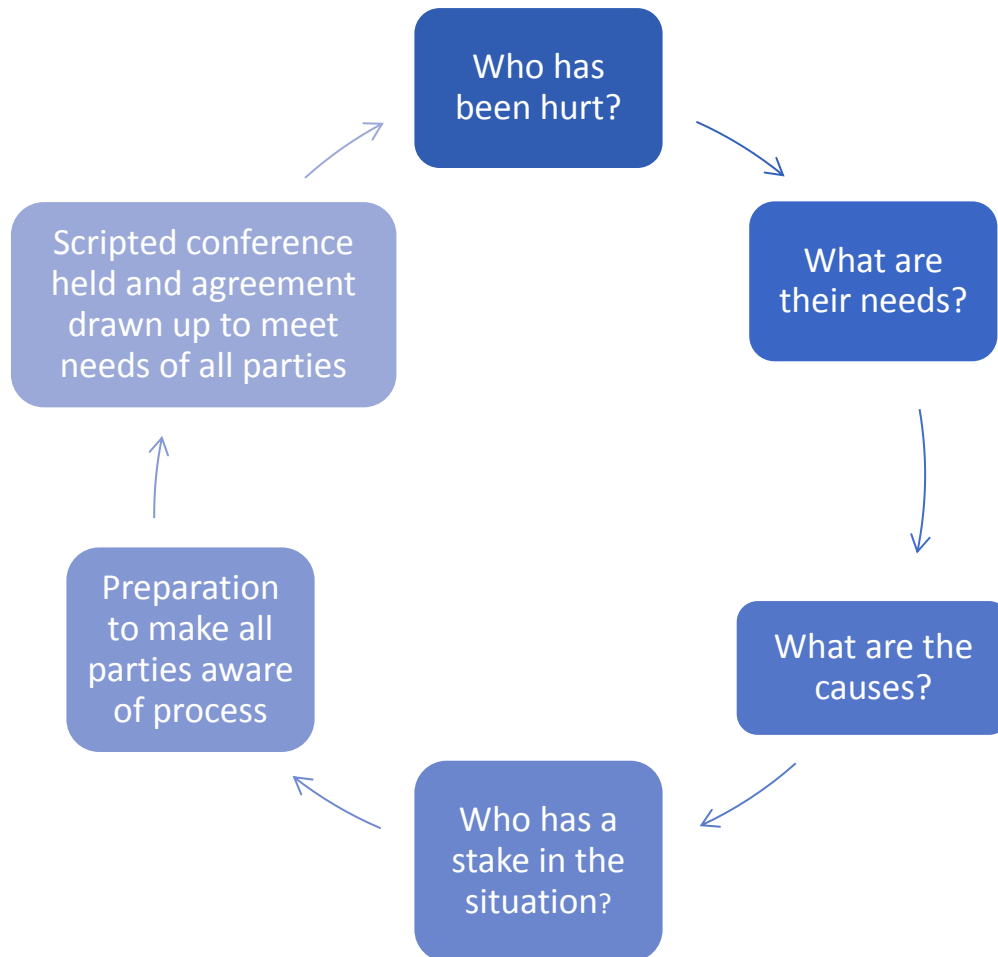 Who has
been hurt?
What are
their needs?
What are the
causes?
Who has a
stake in the
situation?
Preparation
to make all
parties aware
of process
Scripted conference
held and agreement
drawn up to meet
needs of all parties